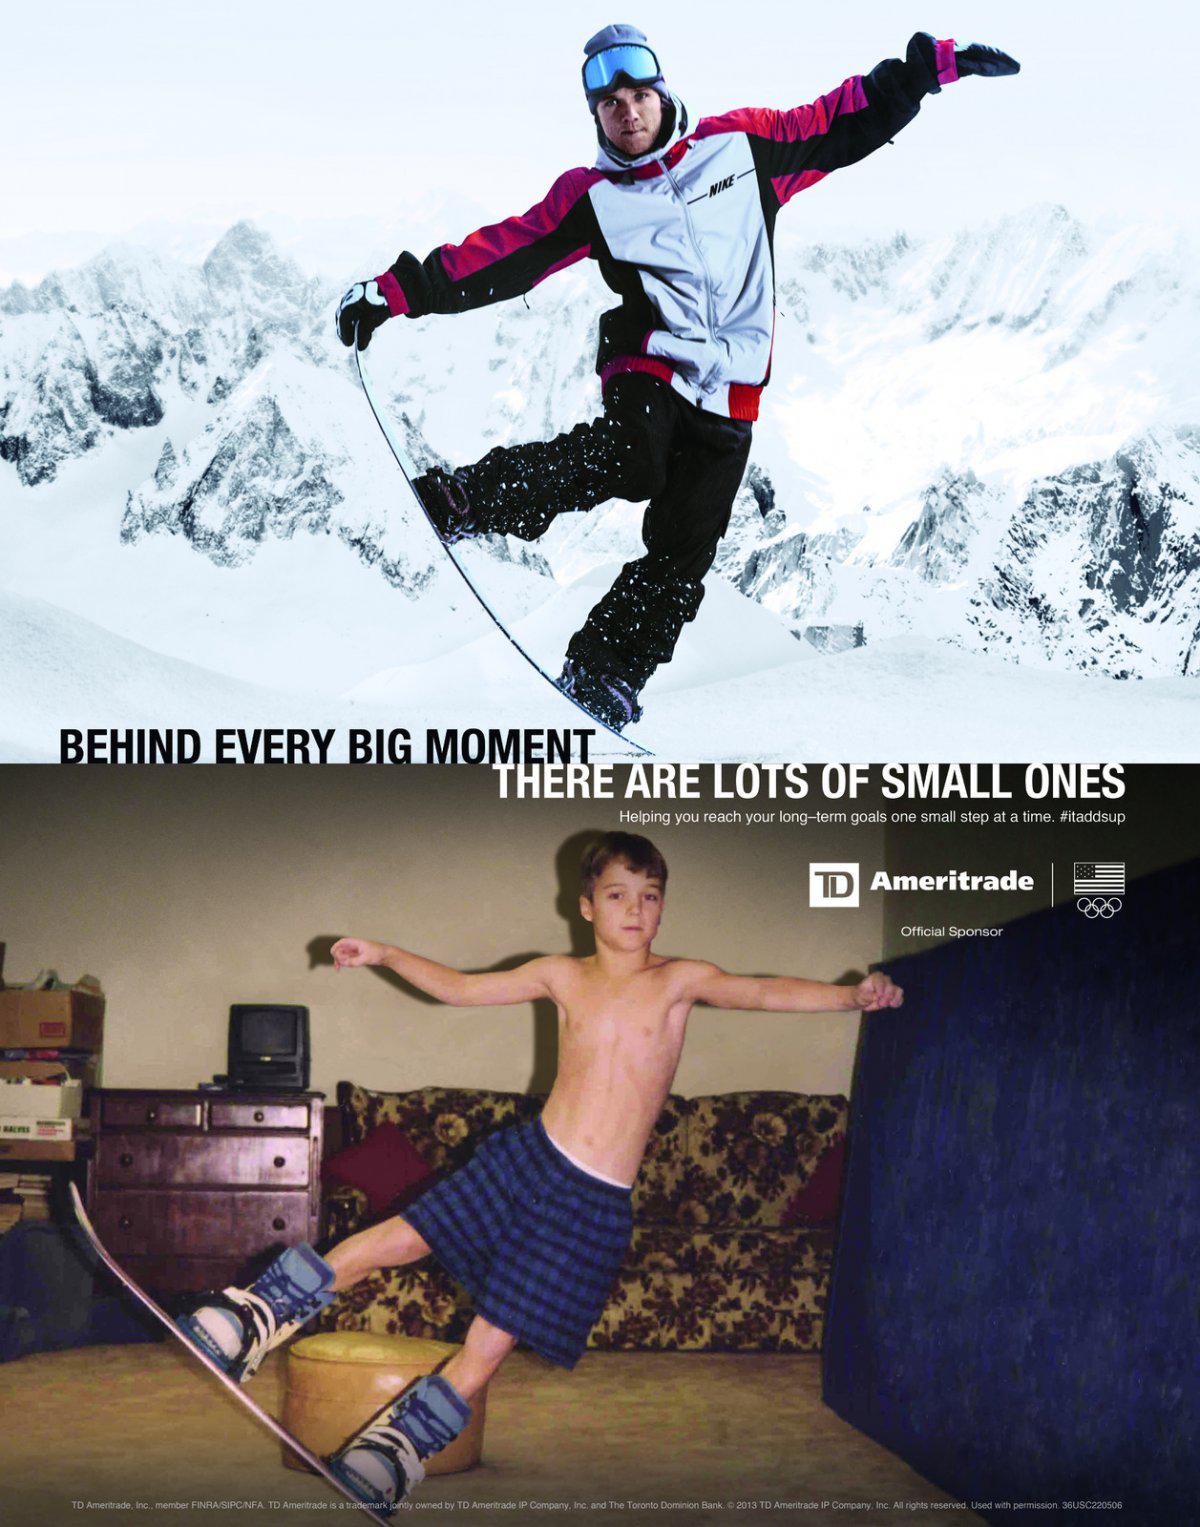 NIKE
BEHIND EVERY BIG MOMENT
THERE ARE LOTS OF SMALL ONES
Helping you reach your long–term goals one small step at a time. #itaddsup
TD Ameritrade
Official Sponsor
HALVES
TD Ameritrade, Inc., member FINRA/SIPC/NFA. TD Ameritrade is a trademark jointly owned by TD Ameritrade IP Company, Inc. and The Toronto Dominion Bank. © 2013 TD Ameritrade IP Company, Inc. All rights reserved. Used with permission. 36USC220506